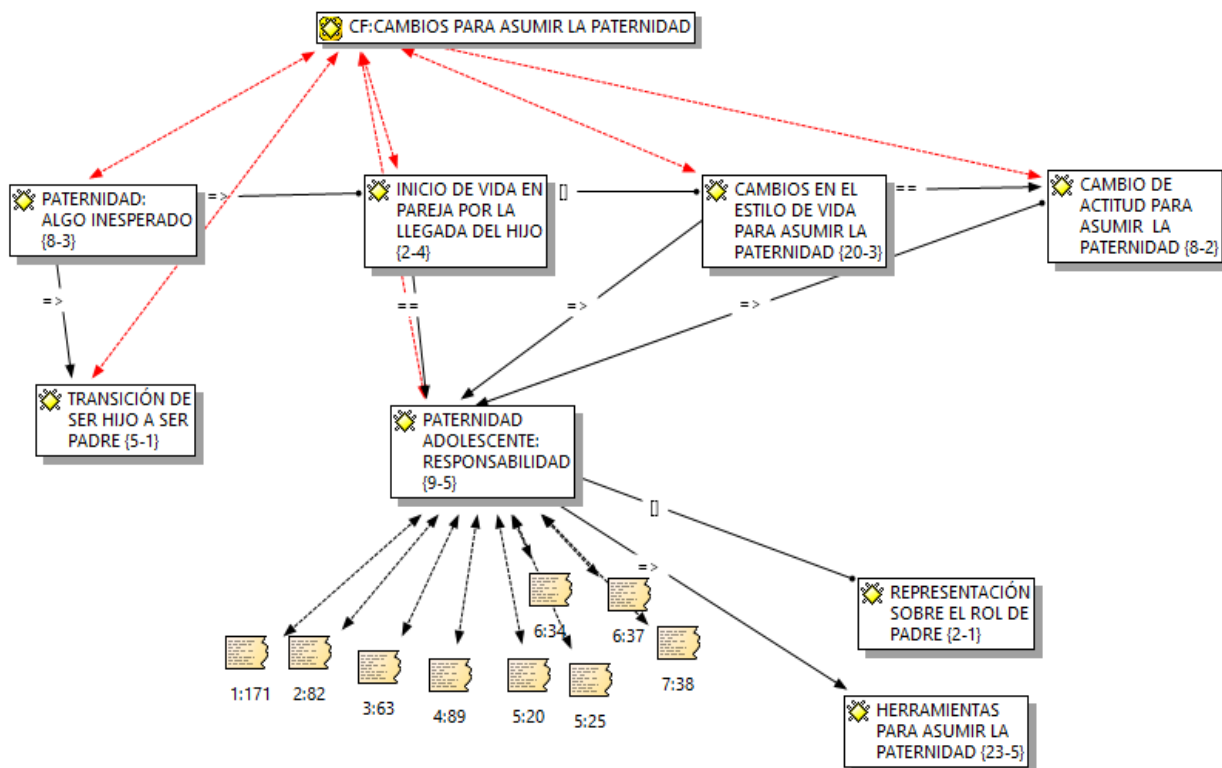 CF:CAMBIOS PARA ASUMIR LA PATERNIDAD
PATERNIDAD:
ALGO INESPERADO
{8-3}
=>
INICIO DE VIDA EN
PAREJA POR LA
LLEGADA DEL HIJO
{2-4}
[]
CAMBIOS EN EL
ESTILO DE VIDA
PARA ASUMIR LA
PATERNIDAD {20-3}
==
CAMBIO DE
ACTITUD PARA
ASUMIR LA
PATERNIDAD {8-2}
=>
==
=>
=>
TRANSICIÓN DE
SER HIJO A SER
PADRE {5-1}
PATERNIDAD
ADOLESCENTE:
RESPONSABILIDAD
{9-5}
[]
=>
REPRESENTACIÓN
SOBRE EL ROL DE
PADRE {2-1}
6:34
6:37
1:171
2:82
3:63
4:89
5:20
5:25
7:38
HERRAMIENTAS
PARA ASUMIR LA
PATERNIDAD {23-5}